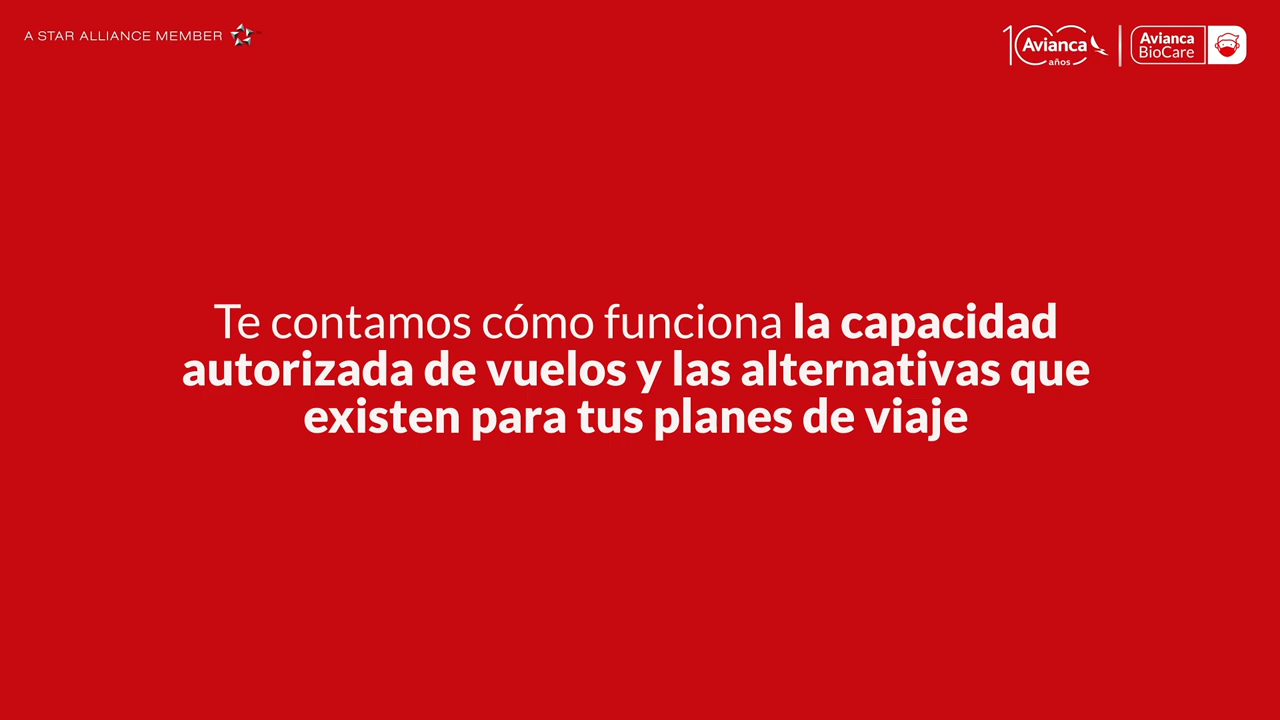 A STAR ALLIANCE MEMBER
100 Avianca
años
Avianca
BioCare
Te contamos cómo funciona la capacidad
autorizada de vuelos y las alternativas que
existen para tus planes de viaje